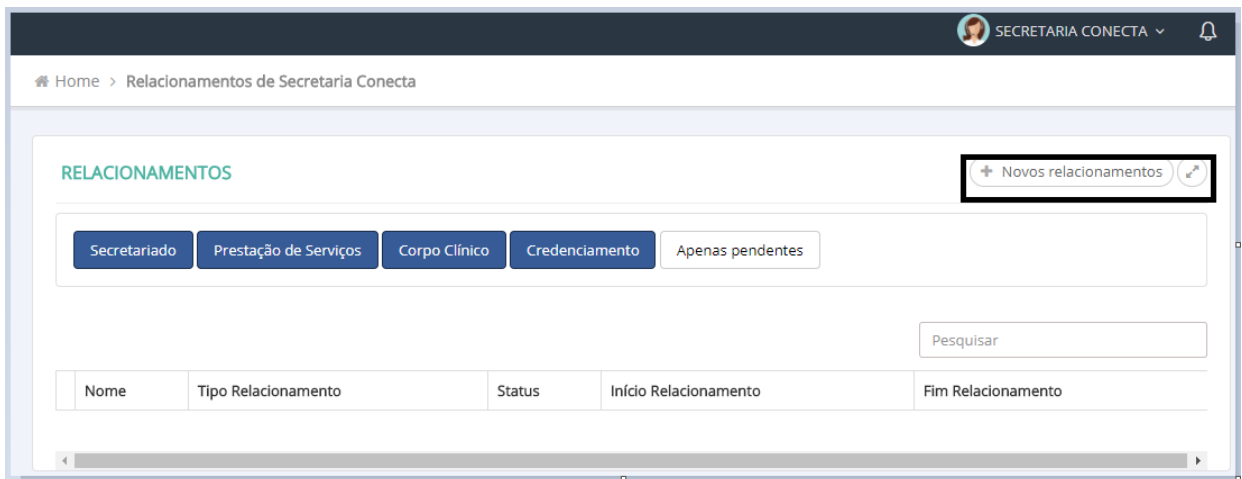 SECRETARIA CONECTA
Home > Relacionamentos de Secretaria Conecta
RELACIONAMENTOS
+ Novos relacionamentos
Secretariado Prestação de Serviços Corpo Clínico Credenciamento Apenas pendentes
Pesquisar
Nome Tipo Relacionamento Status Início Relacionamento Fim Relacionamento